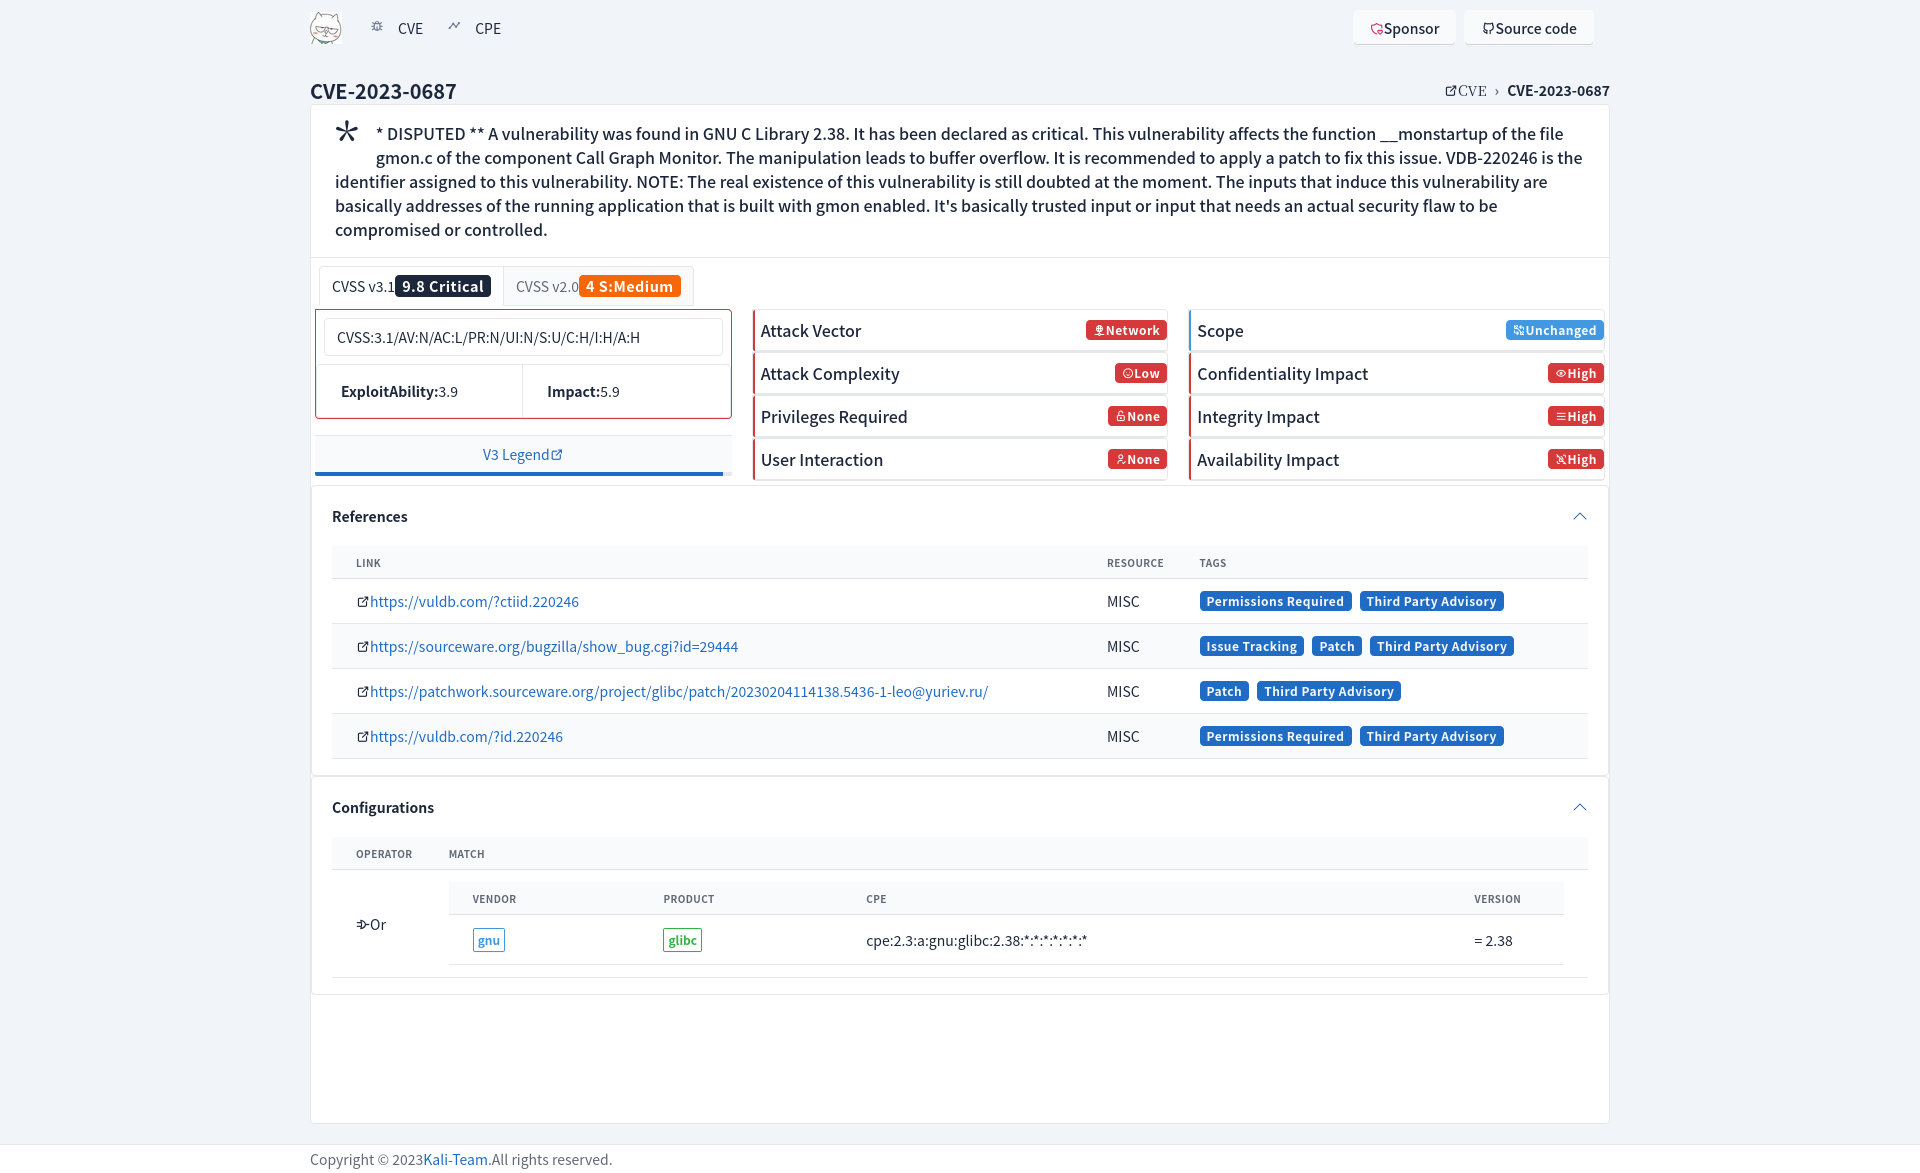 CVE CPE Sponsor Source code
CVE-2023-0687 CVE › CVE-2023-0687
* DISPUTED ** A vulnerability was found in GNU C Library 2.38. It has been declared as critical. This vulnerability affects the function __monstartup of the file
gmon.c of the component Call Graph Monitor. The manipulation leads to buffer overflow. It is recommended to apply a patch to fix this issue. VDB-220246 is the
identifier assigned to this vulnerability. NOTE: The real existence of this vulnerability is still doubted at the moment. The inputs that induce this vulnerability are
basically addresses of the running application that is built with gmon enabled. It's basically trusted input or input that needs an actual security flaw to be
compromised or controlled.
CVSS v3.1 9.8 Critical CVSS v2.0 4 S:Medium
CVSS:3.1/AV:N/AC:L/PR:N/UI:N/S:U/C:H/I:H/A:H
ExploitAbility:3.9 Impact:5.9
V3 Legend
Attack Vector Network
Attack Complexity Low
Privileges Required None
User Interaction None
Scope Unchanged
Confidentiality Impact High
Integrity Impact High
Availability Impact High
References
LINK RESOURCE TAGS
https://vuldb.com/?ctiid.220246 MISC Permissions Required Third Party Advisory
https://sourceware.org/bugzilla/show_bug.cgi?id=29444 MISC Issue Tracking Patch Third Party Advisory
https://patchwork.sourceware.org/project/glibc/patch/20230204114138.5436-1-leo@yuriev.ru/ MISC Patch Third Party Advisory
https://vuldb.com/?id.220246 MISC Permissions Required Third Party Advisory
Configurations
OPERATOR MATCH
VENDOR PRODUCT CPE VERSION
Or
gnu glibc cpe:2.3:a:gnu:glibc:2.38:*:*:*:*:*:*:* = 2.38
Copyright © 2023Kali-Team.All rights reserved.